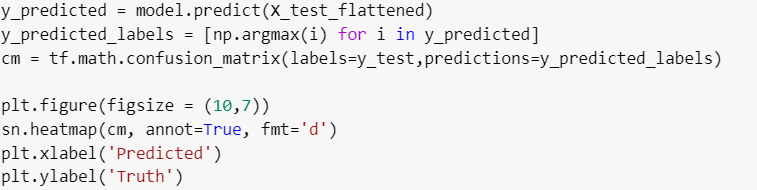 y_predicted = model.predict(X_test_flattened)
y_predicted_labels = [np.argmax(i) for i in y_predicted]
cm = tf.math.confusion_matrix(labels=y_test,predictions=y_predicted_labels)
plt.figure(figsize = (10,7))
sn.heatmap(cm, annot=True, fmt='d')
plt.xlabel('Predicted')
plt.ylabel('Truth')